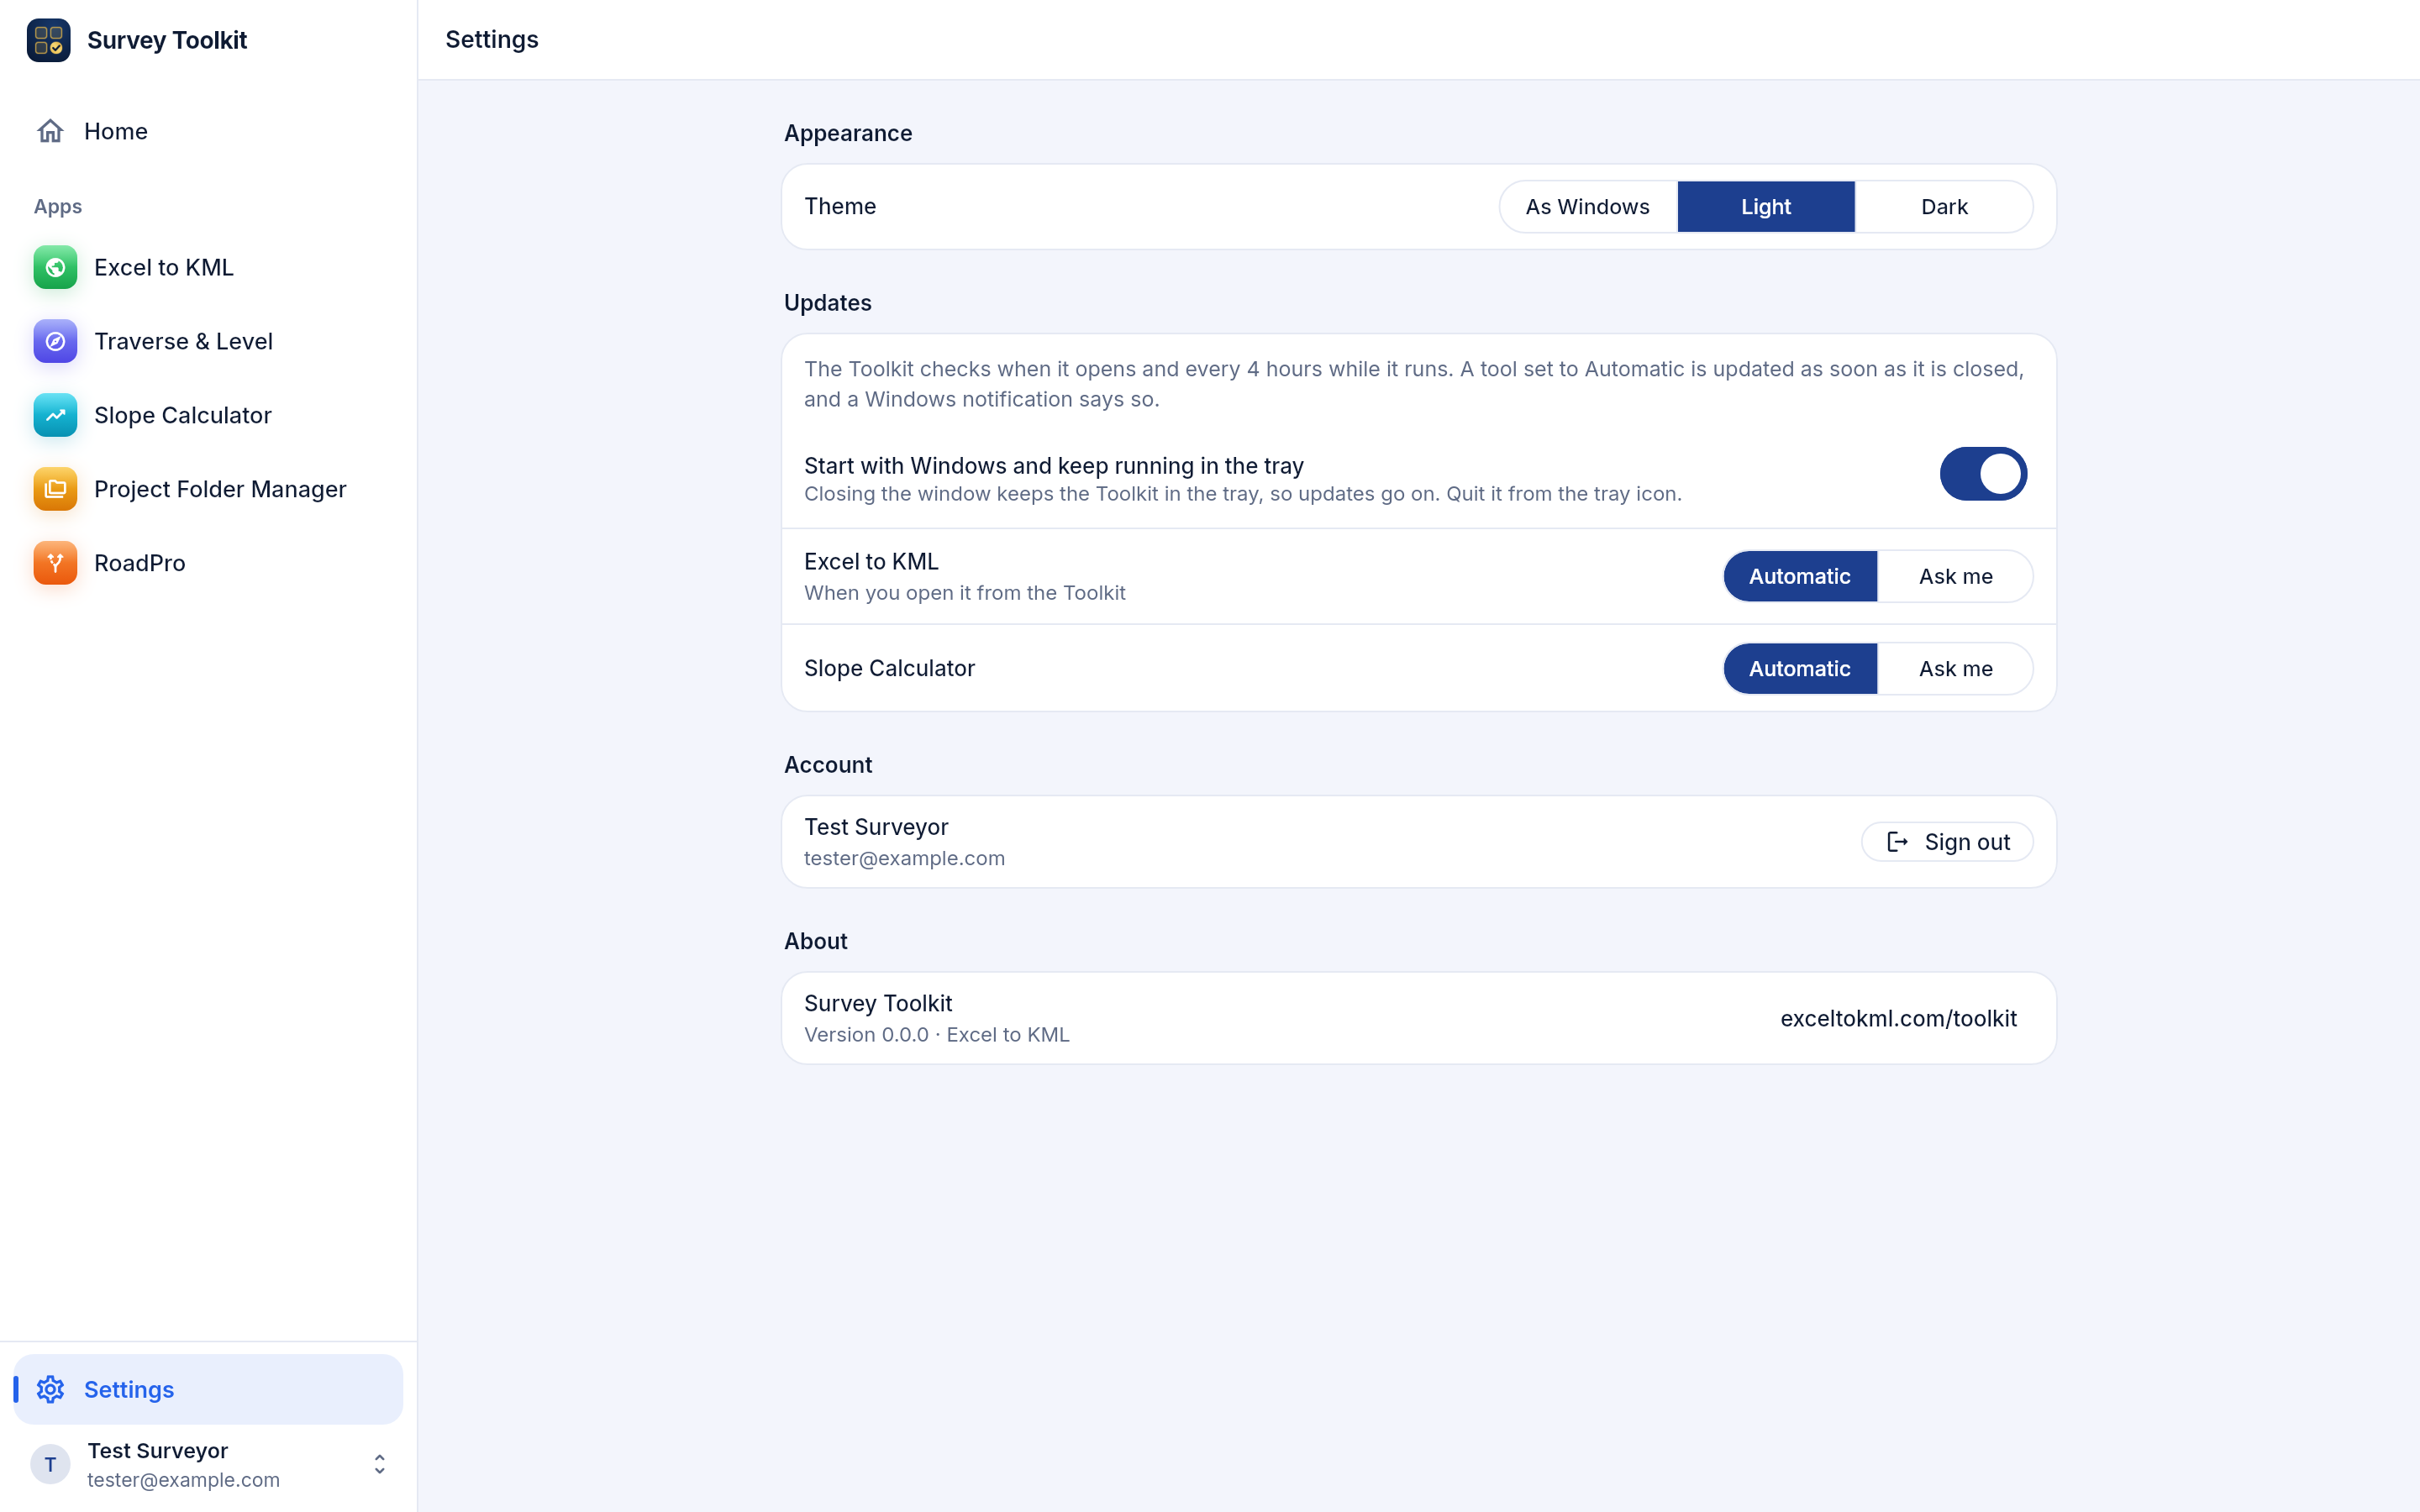 Survey Toolkit
Home
Apps
Excel to KML
Traverse & Level
Slope Calculator
Project Folder Manager
RoadPro
Settings
T
Test Surveyor
tester@example.com
Settings
Appearance
Theme
As Windows
Light
Dark
Updates
The Toolkit checks when it opens and every 4 hours while it runs. A tool set to Automatic is updated as soon as it is closed,
and a Windows notification says so.
Start with Windows and keep running in the tray
Closing the window keeps the Toolkit in the tray, so updates go on. Quit it from the tray icon.
Excel to KML
When you open it from the Toolkit
Automatic
Ask me
Slope Calculator
Automatic
Ask me
Account
Test Surveyor
tester@example.com
Sign out
About
Survey Toolkit
Version 0.0.0 · Excel to KML
exceltokml.com/toolkit